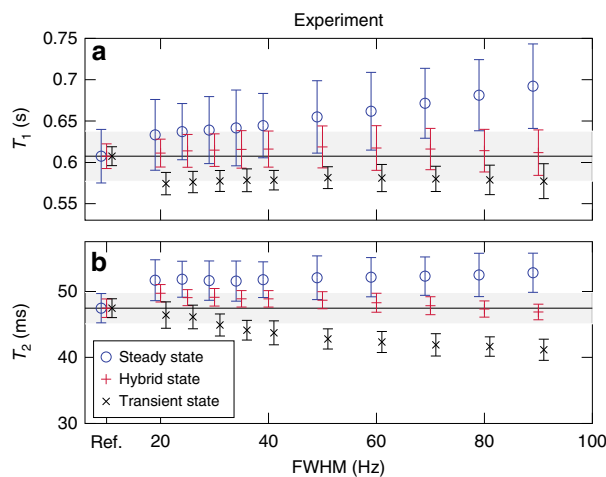 Experiment
a
0.75
0.7
0.65
0.6
0.55
T1 (s)
b
60
50
40
30
T2 (ms)
Steady state
Hybrid state
Transient state
Ref. 20 40 60 80 100
FWHM (Hz)